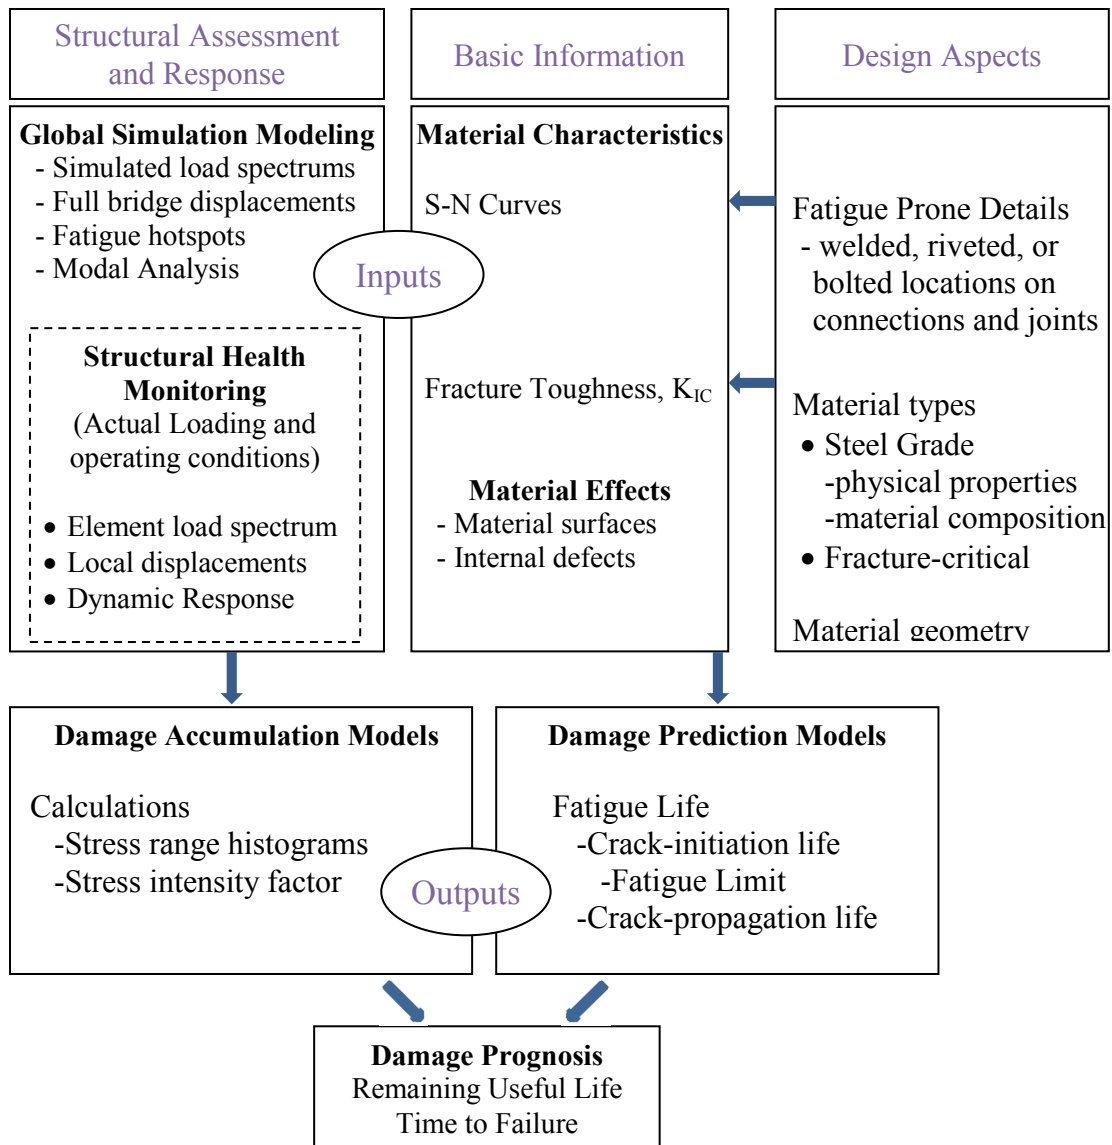 Structural Assessment
and Response
Basic Information
Design Aspects
Global Simulation Modeling
- Simulated load spectrums
- Full bridge displacements
- Fatigue hotspots
- Modal Analysis
Structural Health
Monitoring
(Actual Loading and
operating conditions)
• Element load spectrum
• Local displacements
• Dynamic Response
Inputs
Material Characteristics
S-N Curves
Fracture Toughness, KIC
Material Effects
- Material surfaces
- Internal defects
Fatigue Prone Details
- welded, riveted, or
bolted locations on
connections and joints
Material types
• Steel Grade
-physical properties
-material composition
• Fracture-critical
Material geometry
Damage Accumulation Models
Calculations
-Stress range histograms
-Stress intensity factor
Outputs
Damage Prediction Models
Fatigue Life
-Crack-initiation life
-Fatigue Limit
-Crack-propagation life
Damage Prognosis
Remaining Useful Life
Time to Failure